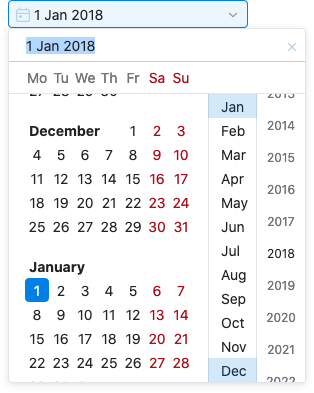 1 Jan 2018
1 Jan 2018
Mo Tu We Th Fr Sa Su
December 1 2 3
4 5 6 7 8 9 10
11 12 13 14 15 16 17
18 19 20 21 22 23 24
25 26 27 28 29 30 31
January
1 2 3 4 5 6 7
8 9 10 11 12 13 14
15 16 17 18 19 20 21
22 23 24 25 26 27 28
Jan
Feb
Mar
Apr
May
Jun
Jul
Aug
Sep
Oct
Nov
Dec
2013
2014
2015
2016
2017
2018
2019
2020
2021
2022